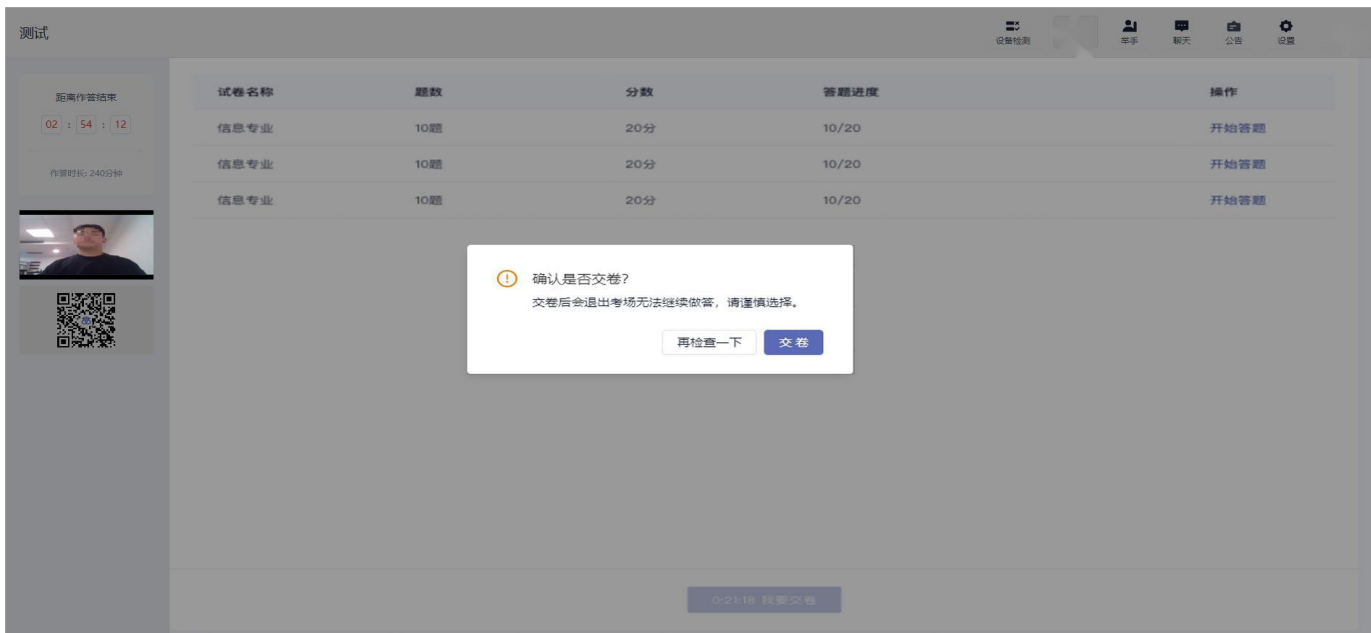 测试
设备检测 举手 聊天 公告 设置
距离作答结束
02 : 54 : 12
作答时长: 240分钟
试卷名称 题数 分数 答题进度 操作
信息专业 10题 20分 10/20 开始答题
信息专业 10题 20分 10/20 开始答题
信息专业 10题 20分 10/20 开始答题
确认是否交卷?
交卷后会退出考场无法继续做答，请谨慎选择。
再检查一下 交卷
0:21:18 我要交卷